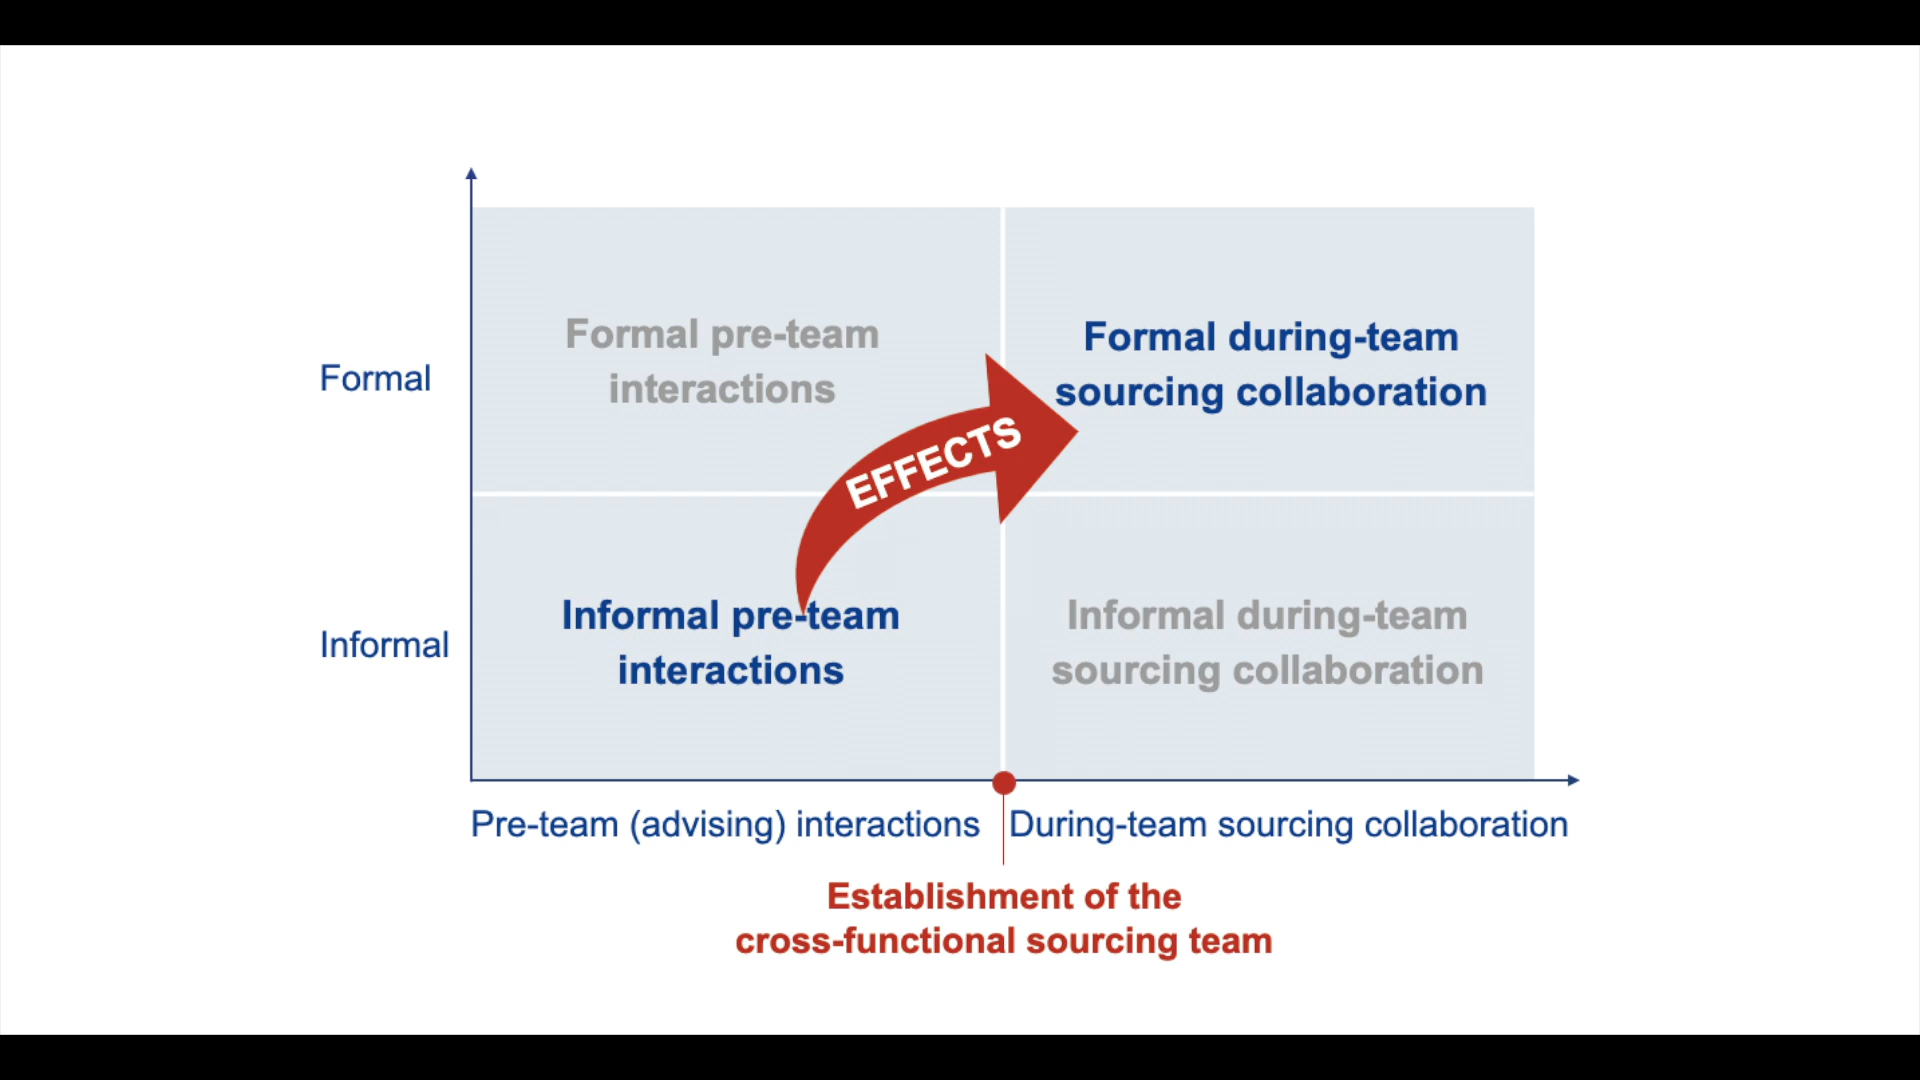 Formal pre-team
interactions
Formal during-team
sourcing collaboration
Formal
EFFECTS
Informal
Informal pre-team
interactions
Informal during-team
sourcing collaboration
Pre-team (advising) interactions
During-team sourcing collaboration
Establishment of the
cross-functional sourcing team